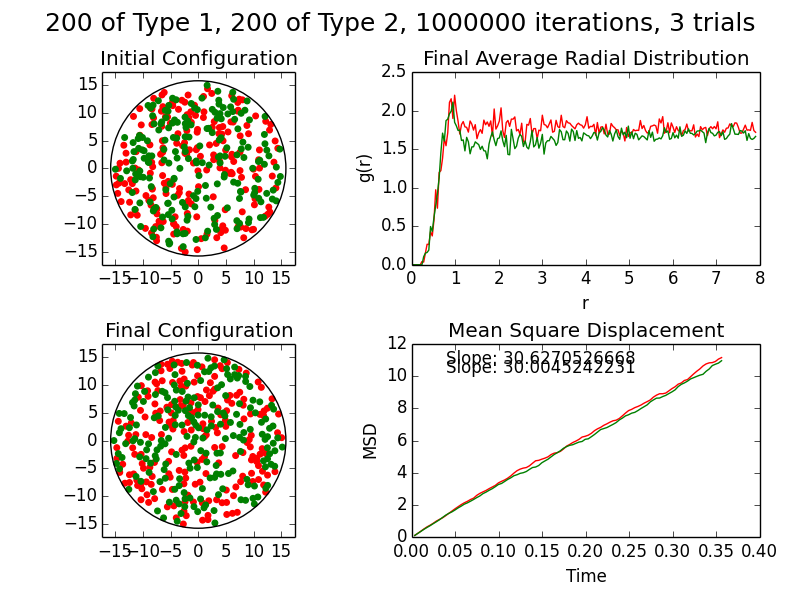 200 of Type 1, 200 of Type 2, 1000000 iterations, 3 trials
Initial Configuration
15
10
5
0
−5
−10
−15
−15−10 −5 0 5 10 15
Final Average Radial Distribution
2.5
2.0
1.5
1.0
0.5
0.0
g(r)
0 1 2 3 4 5 6 7 8
r
Final Configuration
15
10
5
0
−5
−10
−15
−15−10 −5 0 5 10 15
Mean Square Displacement
12
10
8
6
4
2
0
MSD
Slope: 30.6270526668
Slope: 30.0045242231
0.00 0.05 0.10 0.15 0.20 0.25 0.30 0.35 0.40
Time